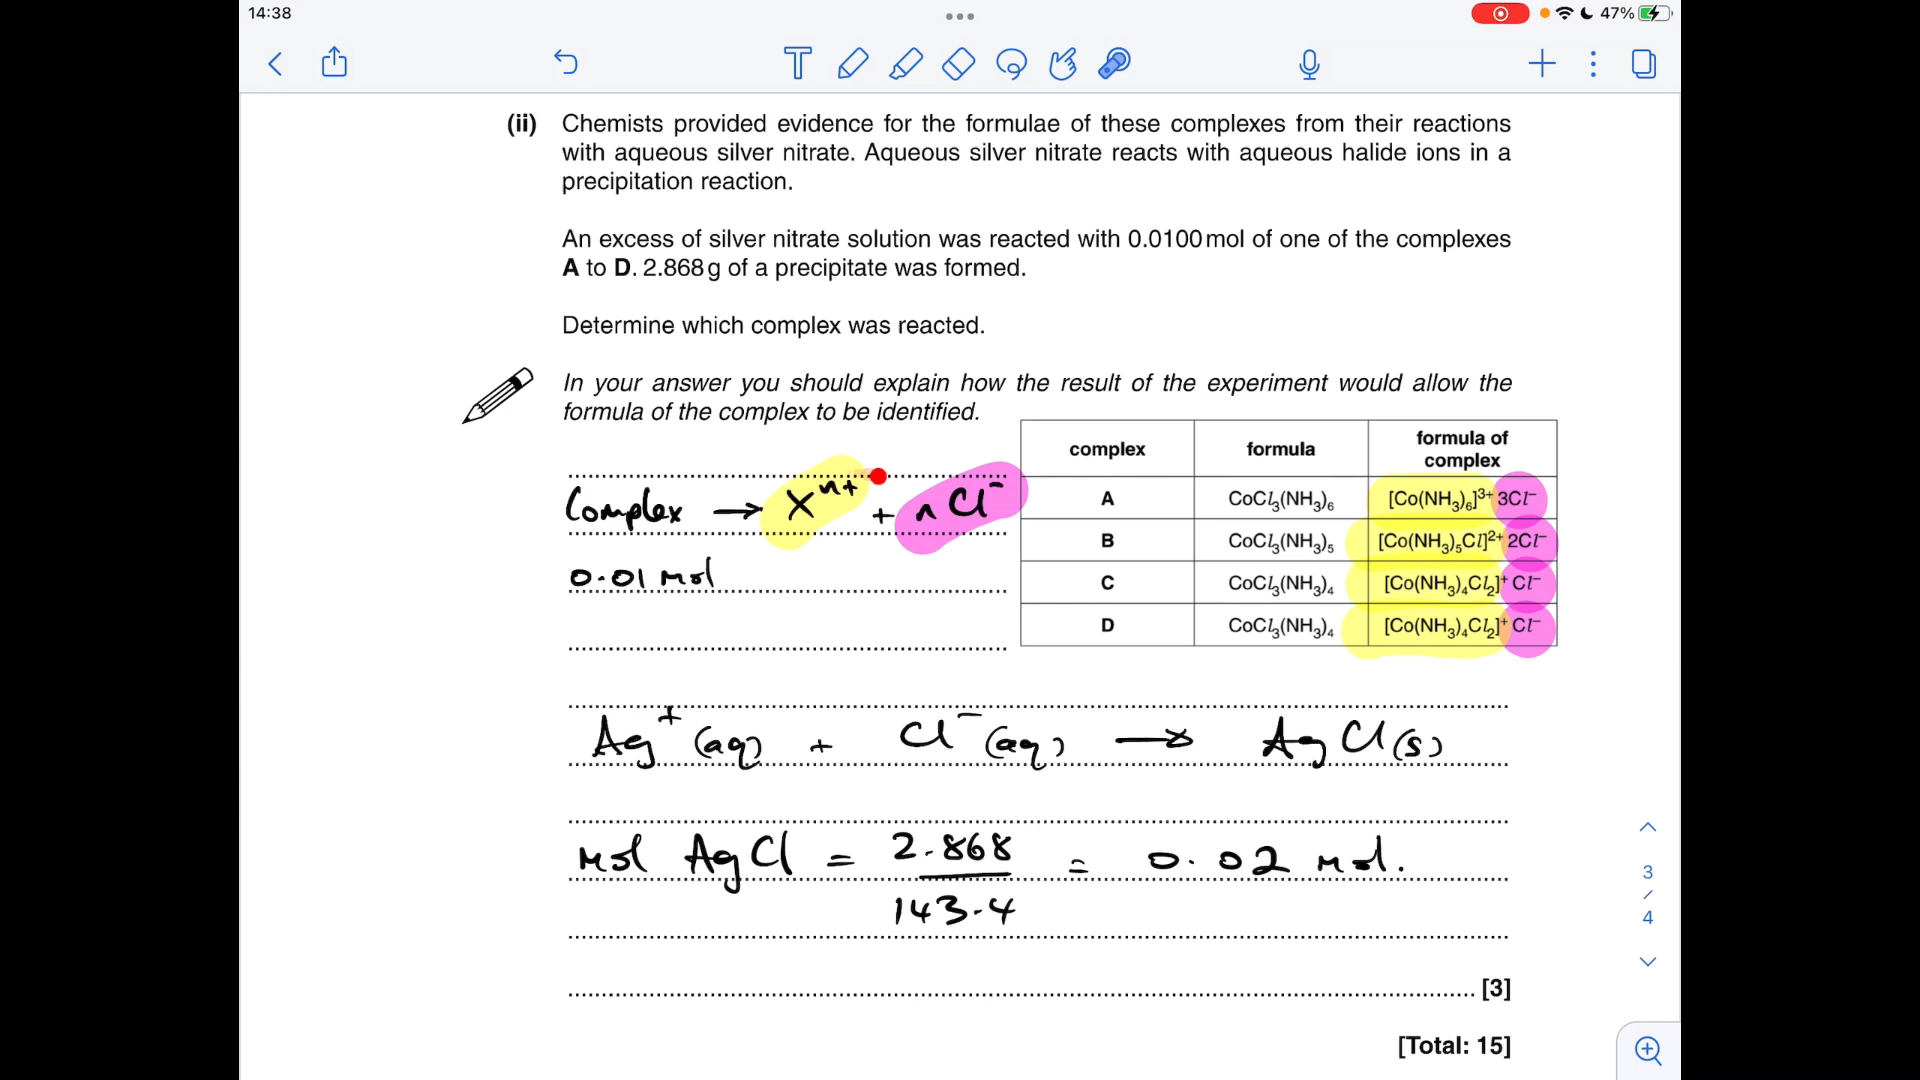 14:38
47%
(ii) Chemists provided evidence for the formulae of these complexes from their reactions
with aqueous silver nitrate. Aqueous silver nitrate reacts with aqueous halide ions in a
precipitation reaction.
An excess of silver nitrate solution was reacted with 0.0100 mol of one of the complexes
A to D. 2.868 g of a precipitate was formed.
Determine which complex was reacted.
In your answer you should explain how the result of the experiment would allow the
formula of the complex to be identified.
complex formula formula of complex
A CoCl₃(NH₃)₆ [Co(NH₃)₆]³⁺ 3Cl⁻
B CoCl₃(NH₃)₅ [Co(NH₃)₅Cl]²⁺ 2Cl⁻
C CoCl₃(NH₃)₄ [Co(NH₃)₄Cl₂]⁺ Cl⁻
D CoCl₃(NH₃)₄ [Co(NH₃)₄Cl₂]⁺ Cl⁻
Complex → Xⁿ⁺ + nCl⁻
0.01 mol
Ag⁺(aq) + Cl⁻(aq) → AgCl(s)
mol AgCl = 2.868 = 0.02 mol.
143.4
[3]
[Total: 15]
3
/
4